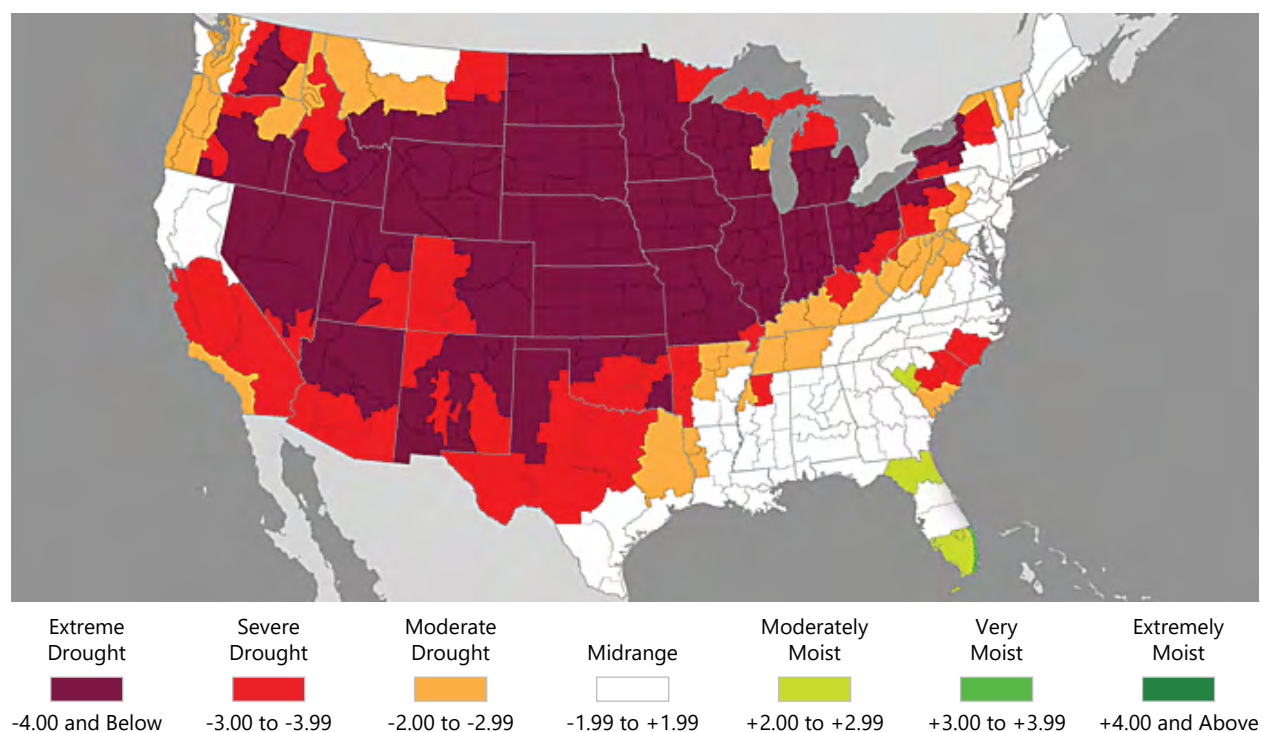 Extreme
Drought
Severe
Drought
Moderate
Drought
Midrange
Moderately
Moist
Very
Moist
Extremely
Moist
-4.00 and Below
-3.00 to -3.99
-2.00 to -2.99
-1.99 to +1.99
+2.00 to +2.99
+3.00 to +3.99
+4.00 and Above